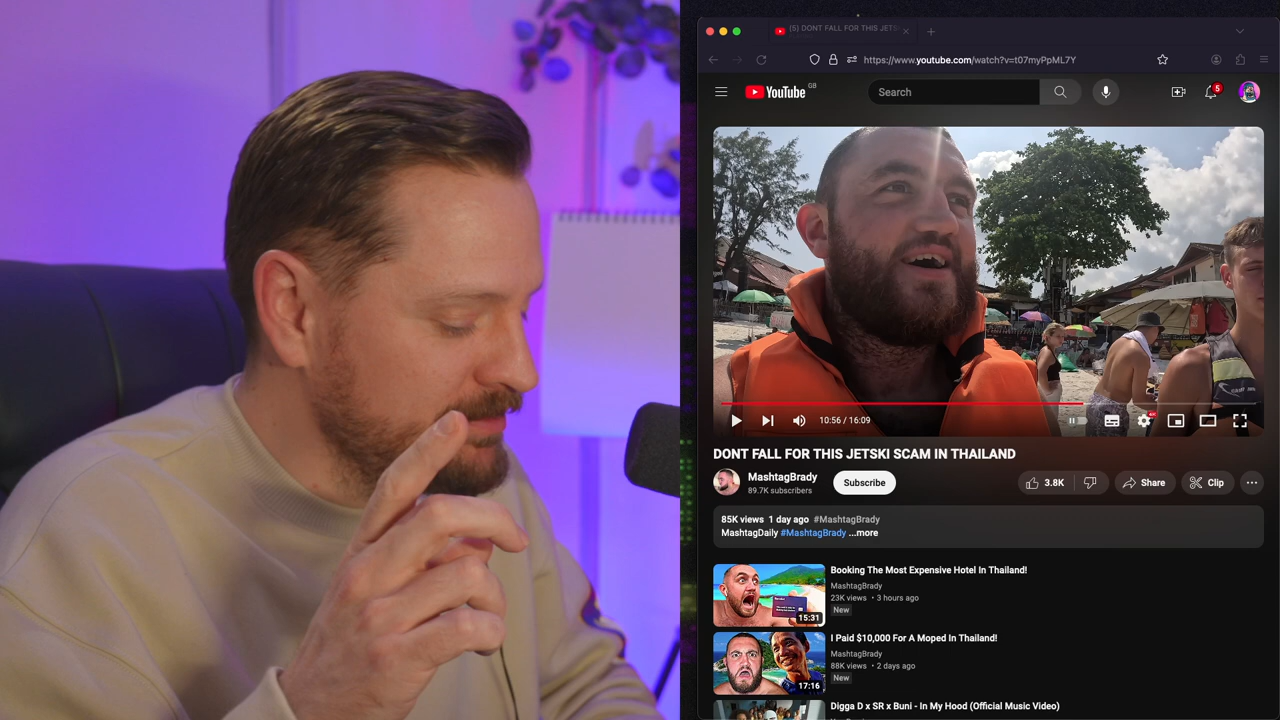 (5) DONT FALL FOR THIS JETS
https://www.youtube.com/watch?v=t07myPpML7Y
YouTube GB
Search
5
10:56 / 16:09
DONT FALL FOR THIS JETSKI SCAM IN THAILAND
MashtagBrady
89.7K subscribers
Subscribe
3.8K
Share
Clip
85K views 1 day ago #MashtagBrady
MashtagDaily #MashtagBrady ...more
Booking The Most Expensive Hotel In Thailand!
MashtagBrady
23K views • 3 hours ago
New
15:31
I Paid $10,000 For A Moped In Thailand!
MashtagBrady
88K views • 2 days ago
New
17:16
Digga D x SR x Buni - In My Hood (Official Music Video)